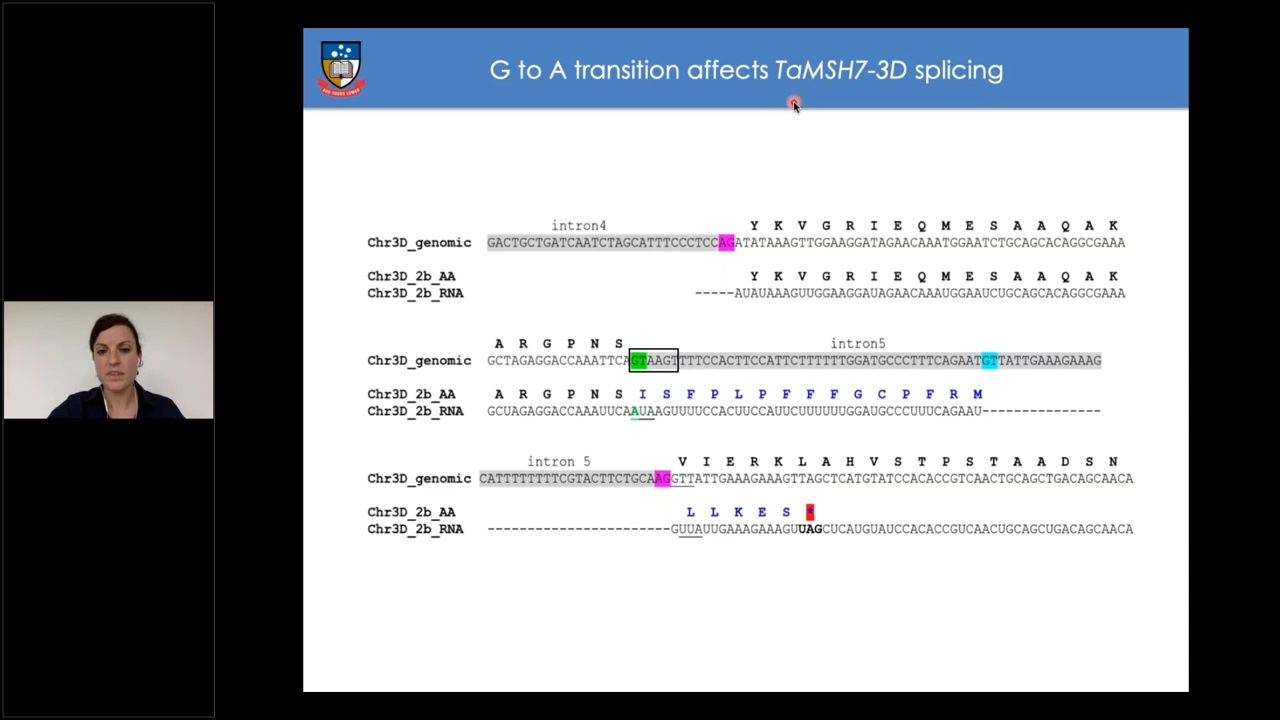 G to A transition affects TaMSH7-3D splicing
intron4 Y K V G R I E Q M E S A A Q A K
Chr3D_genomic GACTGCTGATCAATCTAGCATTTCCCTCCAGATATAAAGTTGGAAGGATAGAACAAATGGAATCTGCAGCACAGGCGAAA
Chr3D_2b_AA Y K V G R I E Q M E S A A Q A K
Chr3D_2b_RNA -----AUAUAAAGUUGGAAGGAUAGAACAAAUGGAAUCUGCAGCACAGGCGAAA
A R G P N S intron5
Chr3D_genomic GCTAGAGGACCAAATTCAGTAAGTTTTCCACTTCCATTCTTTTTTGGATGCCCTTTCAGAATGTTATTGAAAGAAAG
Chr3D_2b_AA A R G P N S I S F P L P F F F G C P F R M
Chr3D_2b_RNA GCUAGAGGACCAAAUUCAAUAAGUUUUCCACUUCCAUUCUUUUUUGGAUGCCCUUUCAGAAU---------------
intron 5 V I E R K L A H V S T P S T A A D S N
Chr3D_genomic CATTTTTTTTCGTACTTCTGCAAGGTTATTGAAAGAAAGTTAGCTCATGTATCCACACCGTCAACTGCAGCTGACAGCAACA
Chr3D_2b_AA L L K E S *
Chr3D_2b_RNA -----------------------GUUAUUGAAAGAAAGUUAGCUCAUGUAUCCACACCGUCAACUGCAGCUGACAGCAACA